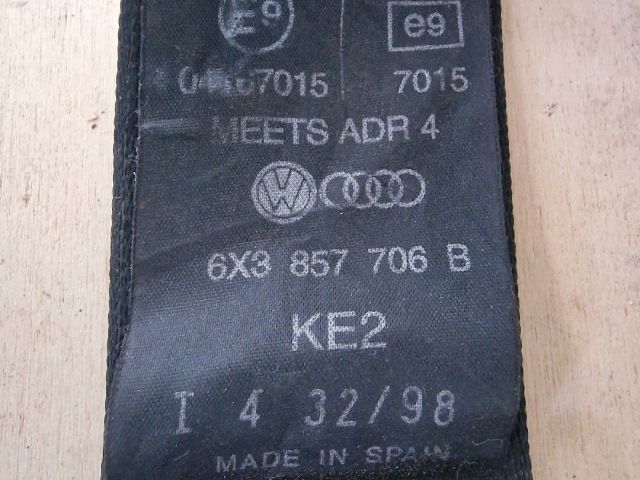 E9 e9
7015
MEETS ADR 4
6X3 857 706 B
KE2
I 4 32/98
MADE IN SPAIN